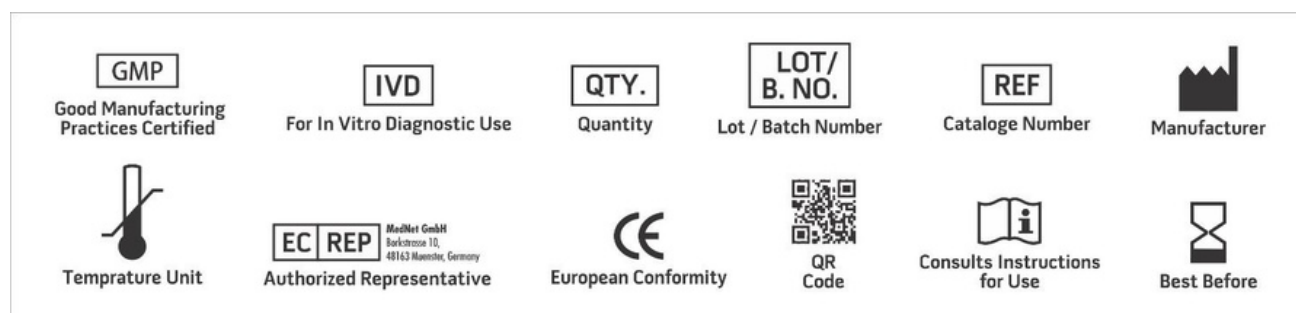 GMP
Good Manufacturing
Practices Certified
IVD
For In Vitro Diagnostic Use
QTY.
Quantity
LOT/
B. NO.
Lot / Batch Number
REF
Cataloge Number
Manufacturer
Temprature Unit
EC REP
MedNet GmbH
Borkstrasse 10,
48163 Muenster, Germany
Authorized Representative
CE
European Conformity
QR
Code
i
Consults Instructions
for Use
Best Before